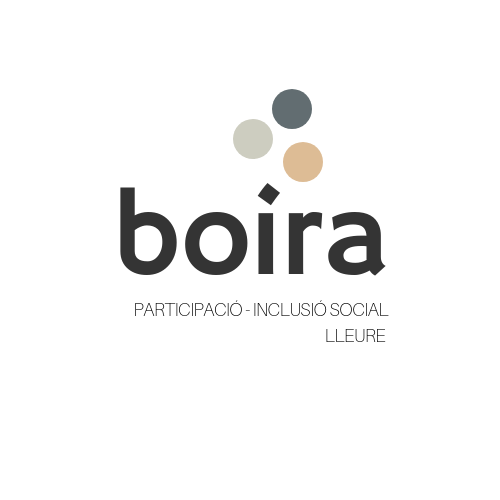 boira
PARTICIPACIÓ - INCLUSIÓ SOCIAL
LLEURE